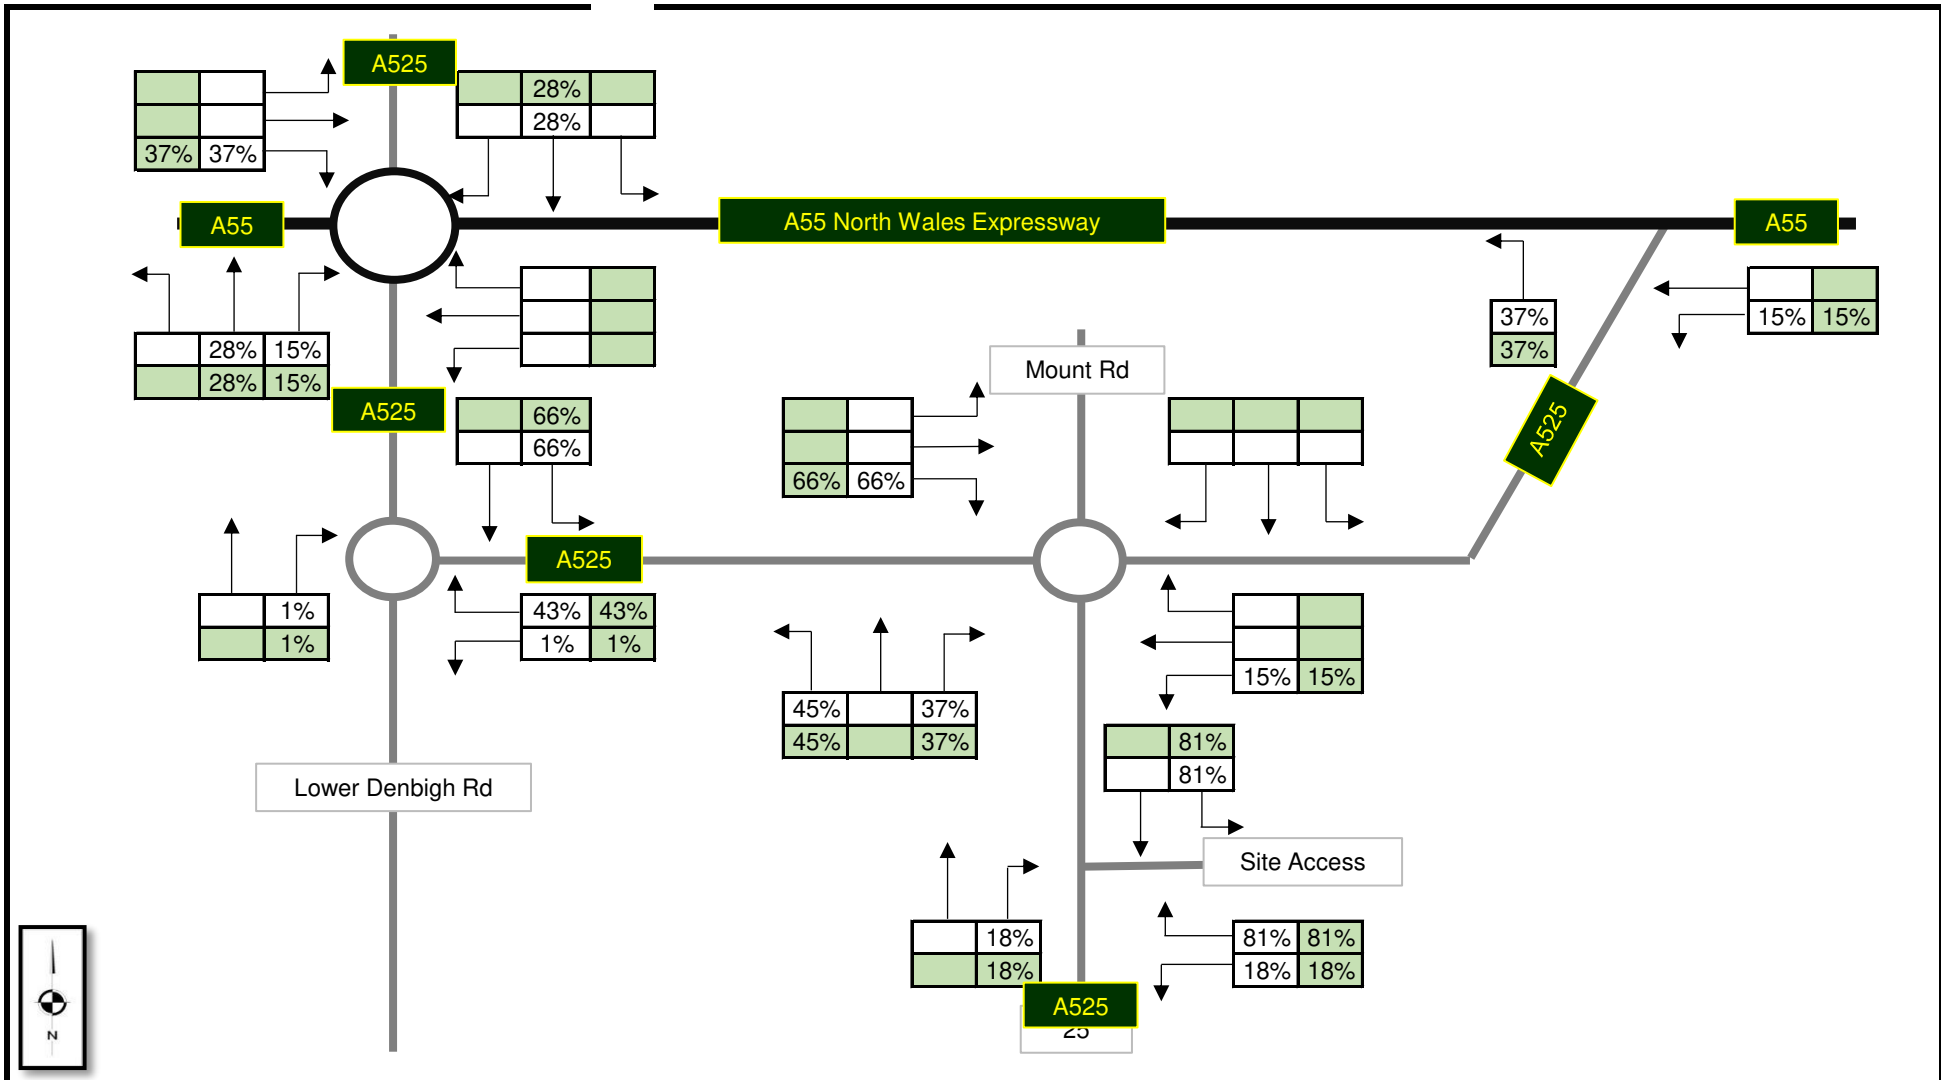 A525
28%
28%
37% 37%
A55
A55 North Wales Expressway
A55
15% 15%
37%
37%
28% 15%
28% 15%
Mount Rd
A525
A525
66%
66%
66% 66%
A525
1%
1%
43% 43%
1% 1%
15% 15%
45% 37%
45% 37%
81%
81%
Lower Denbigh Rd
Site Access
18%
18%
81% 81%
18% 18%
A525
25
N